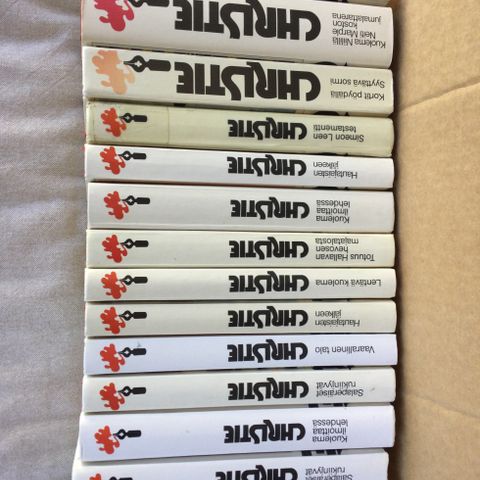 Salaperäiset
rukiinjyvät
CHRISTIE
Kuolema
ilmoittaa
lehdessä
CHRISTIE
Salaperäiset
rukiinjyvät
CHRISTIE
Vaarallinen talo
CHRISTIE
Hautajaisten
jälkeen
CHRISTIE
Lentävä kuolema
CHRISTIE
Totuus Hallavan
hevosen
majatalosta
CHRISTIE
Kuolema
ilmoittaa
lehdessä
CHRISTIE
Hautajaisten
jälkeen
CHRISTIE
Simeon Leen
testamentti
CHRISTIE
Kortit pöydällä
Syyttävä sormi
CHRISTIE
Kuolema Niilillä
Neiti Marple
koston
jumalattarena
CHRISTIE